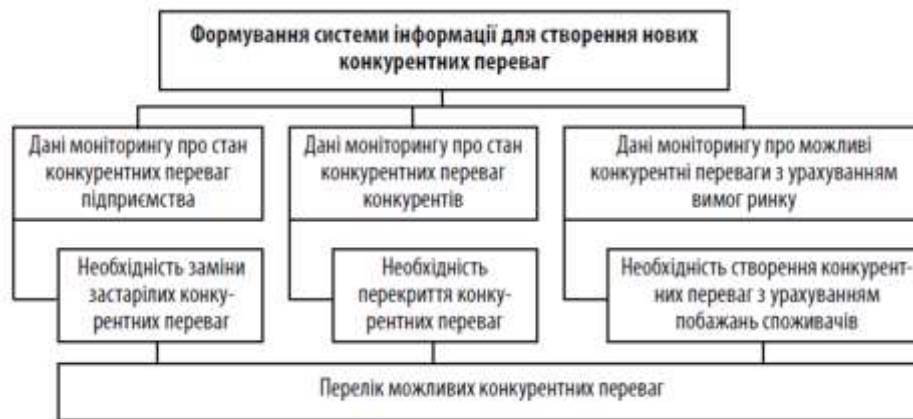 Формування системи інформації для створення нових
конкурентних переваг
Дані моніторингу про стан
конкурентних переваг
підприємства
Дані моніторингу про стан
конкурентних переваг
конкурентів
Дані моніторингу про можливі
конкурентні переваги з урахуванням
вимог ринку
Необхідність заміни
застарілих конку-
рентних переваг
Необхідність
перекриття конку-
рентних переваг
Необхідність створення конкурент-
них переваг з урахуванням
побажань споживачів
Перелік можливих конкурентних переваг